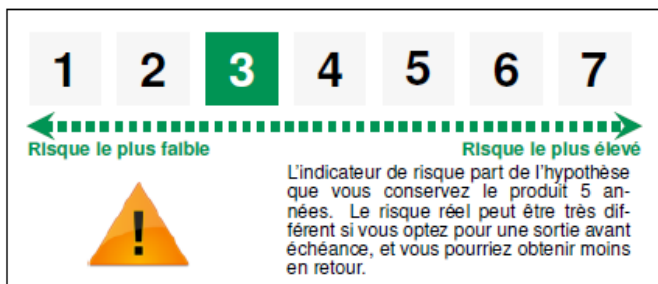 1 2 3 4 5 6 7
Risque le plus faible Risque le plus élevé
L'indicateur de risque part de l'hypothèse
que vous conservez le produit 5 an-
nées. Le risque réel peut être très dif-
férent si vous optez pour une sortie avant
échéance, et vous pourriez obtenir moins
en retour.
!